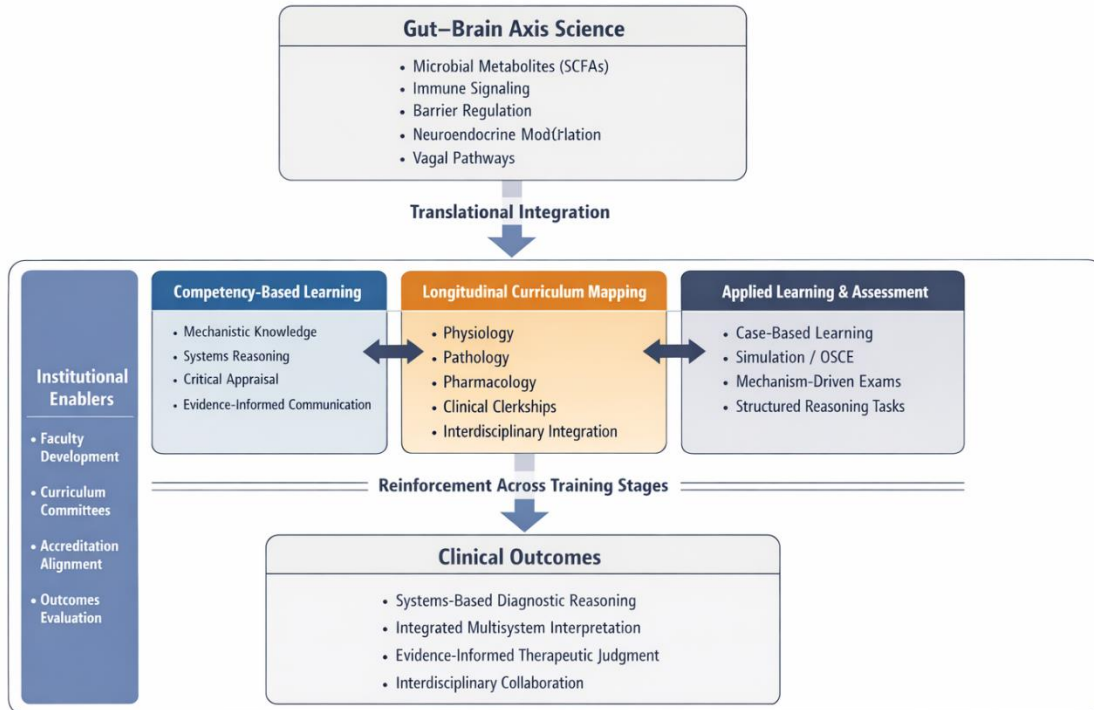 Gut–Brain Axis Science
• Microbial Metabolites (SCFAs)
• Immune Signaling
• Barrier Regulation
• Neuroendocrine
• Vagal Pathways
Translational Integration
Institutional
Enablers
• Faculty
Development
• Curriculum
Committees
• Accreditation
Alignment
• Outcomes
Evaluation
Competency-Based Learning
• Mechanistic Knowledge
• Systems Reasoning
• Critical Appraisal
• Evidence-Informed Communication
Longitudinal Curriculum Mapping
• Physiology
• Pathology
• Pharmacology
• Clinical Clerkships
• Interdisciplinary Integration
Applied Learning & Assessment
• Case-Based Learning
• Simulation / OSCE
• Mechanism-Driven Exams
• Structured Reasoning Tasks
Reinforcement Across Training Stages
Clinical Outcomes
• Systems-Based Diagnostic Reasoning
• Integrated Multisystem Interpretation
• Evidence-Informed Therapeutic Judgment
• Interdisciplinary Collaboration